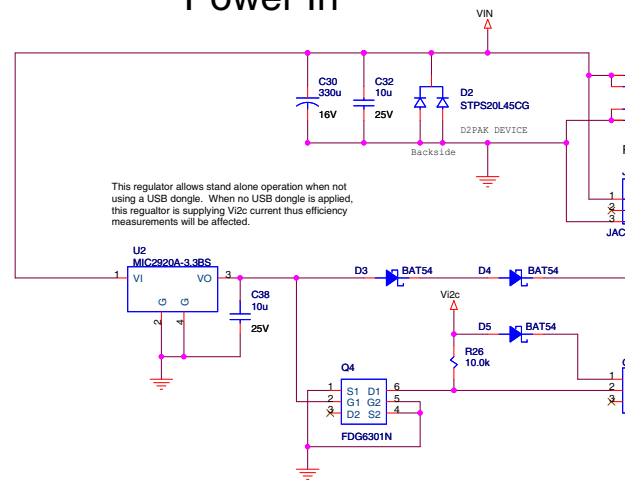 Power In
VIN
C30
330u
16V
C32
10u
25V
D2
STPS20L45CG
D2PAK DEVICE
Backside
This regulator allows stand alone operation when not
using a USB dongle. When no USB dongle is applied,
this regualtor is supplying Vi2c current thus efficiency
measurements will be affected.
U2
MIC2920A-3.3BS
1 VI VO 3
G G
2 4
C38
10u
25V
D3 BAT54
D4 BAT54
Vi2c
D5 BAT54
R26
10.0k
Q4
1 S1 D1 6
2 G1 G2 5
3 D2 S2 4
FDG6301N
1
2
3
JAC
1
2
3